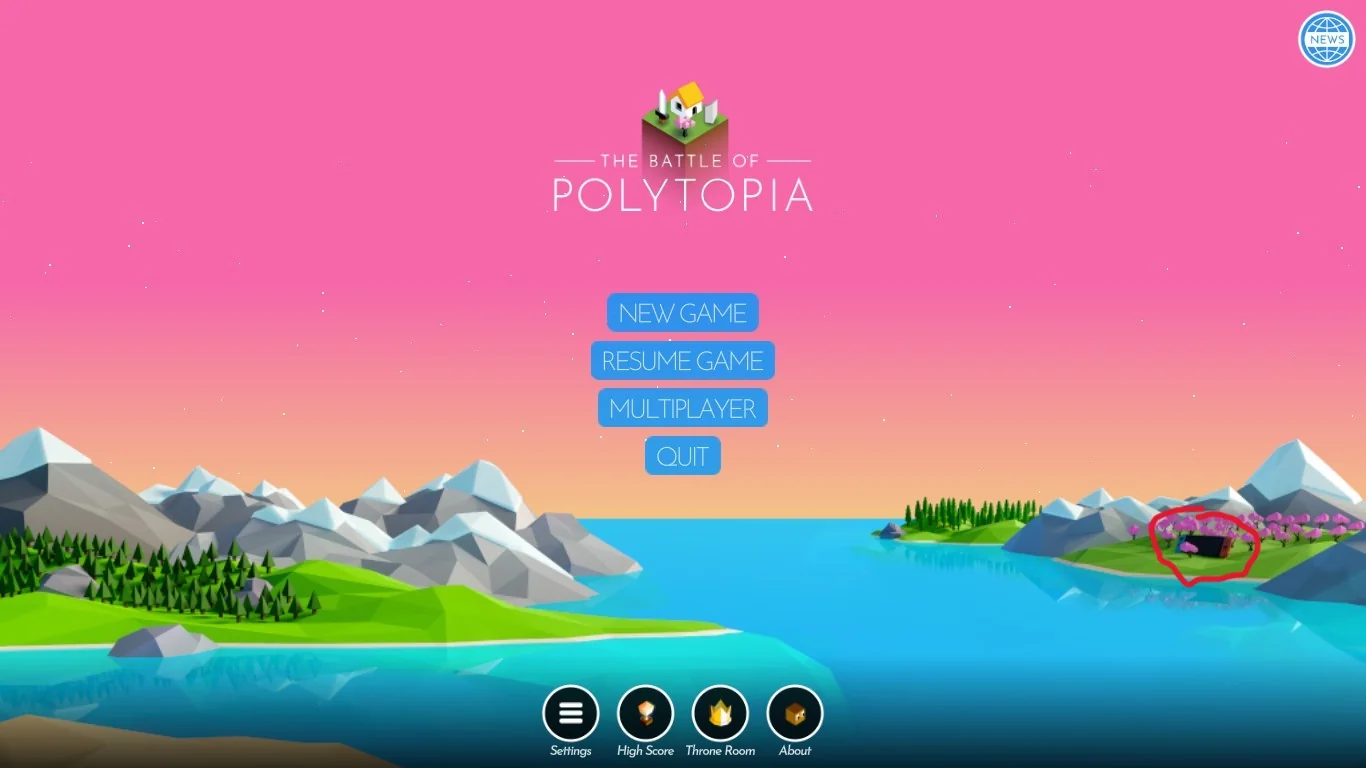 NEWS
THE BATTLE OF
POLYTOPIA
NEW GAME
RESUME GAME
MULTIPLAYER
QUIT
Settings
High Score
Throne Room
About